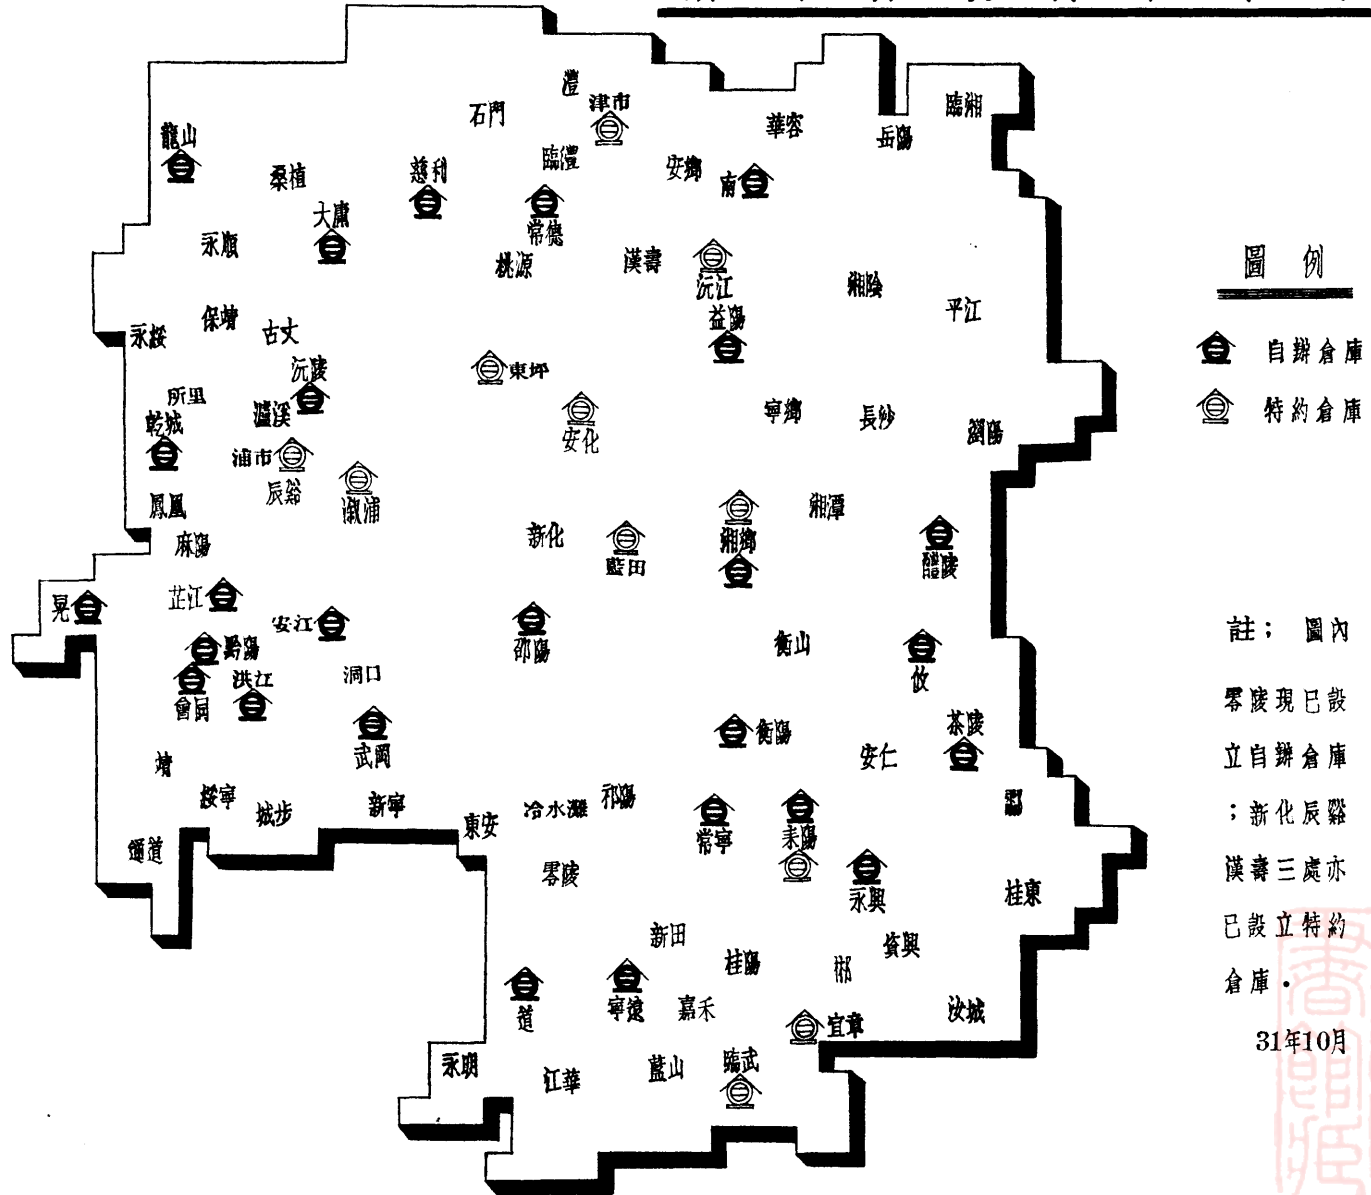 澧
津市
石門
華容
臨湘
岳陽
龍山
慈利
臨澧
安鄉
南
桑植
大庸
常德
永順
桃源
漢壽
沅江
湘陰
平江
益陽
保靖
古丈
永綏
沅陵
東坪
所里
瀘溪
乾城
安化
寧鄉
長沙
瀏陽
浦市
辰谿
漵浦
鳳凰
麻陽
新化
藍田
湘鄉
湘潭
醴陵
晃
芷江
安江
邵陽
黔陽
衡山
攸
會同
洪江
洞口
武岡
衡陽
安仁
茶陵
靖
綏寧
城步
新寧
東安
冷水灘
祁陽
常寧
耒陽
酃
通道
零陵
永興
桂東
新田
桂陽
郴
資興
道
寧遠
嘉禾
宜章
汝城
永明
江華
藍山
臨武
圖例
自辦倉庫
特約倉庫
註；圖內
零陵現已設
立自辦倉庫
；新化辰谿
漢壽三處亦
已設立特約
倉庫．
31年10月